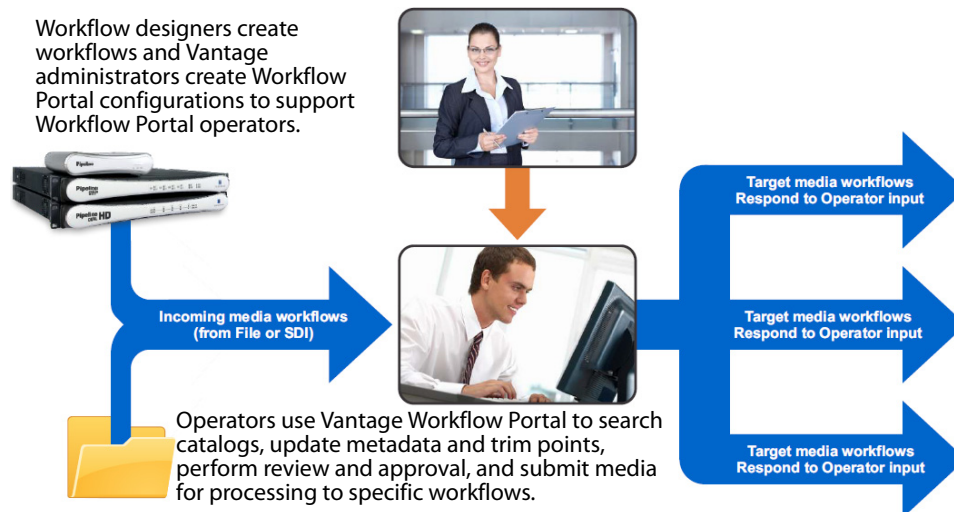 Workflow designers create
workflows and Vantage
administrators create Workflow
Portal configurations to support
Workflow Portal operators.
Pipeline
Pipeline
Pipeline
HD
Incoming media workflows
(from File or SDI)
Target media workflows
Respond to Operator input
Target media workflows
Respond to Operator input
Target media workflows
Respond to Operator input
Operators use Vantage Workflow Portal to search
catalogs, update metadata and trim points,
perform review and approval, and submit media
for processing to specific workflows.